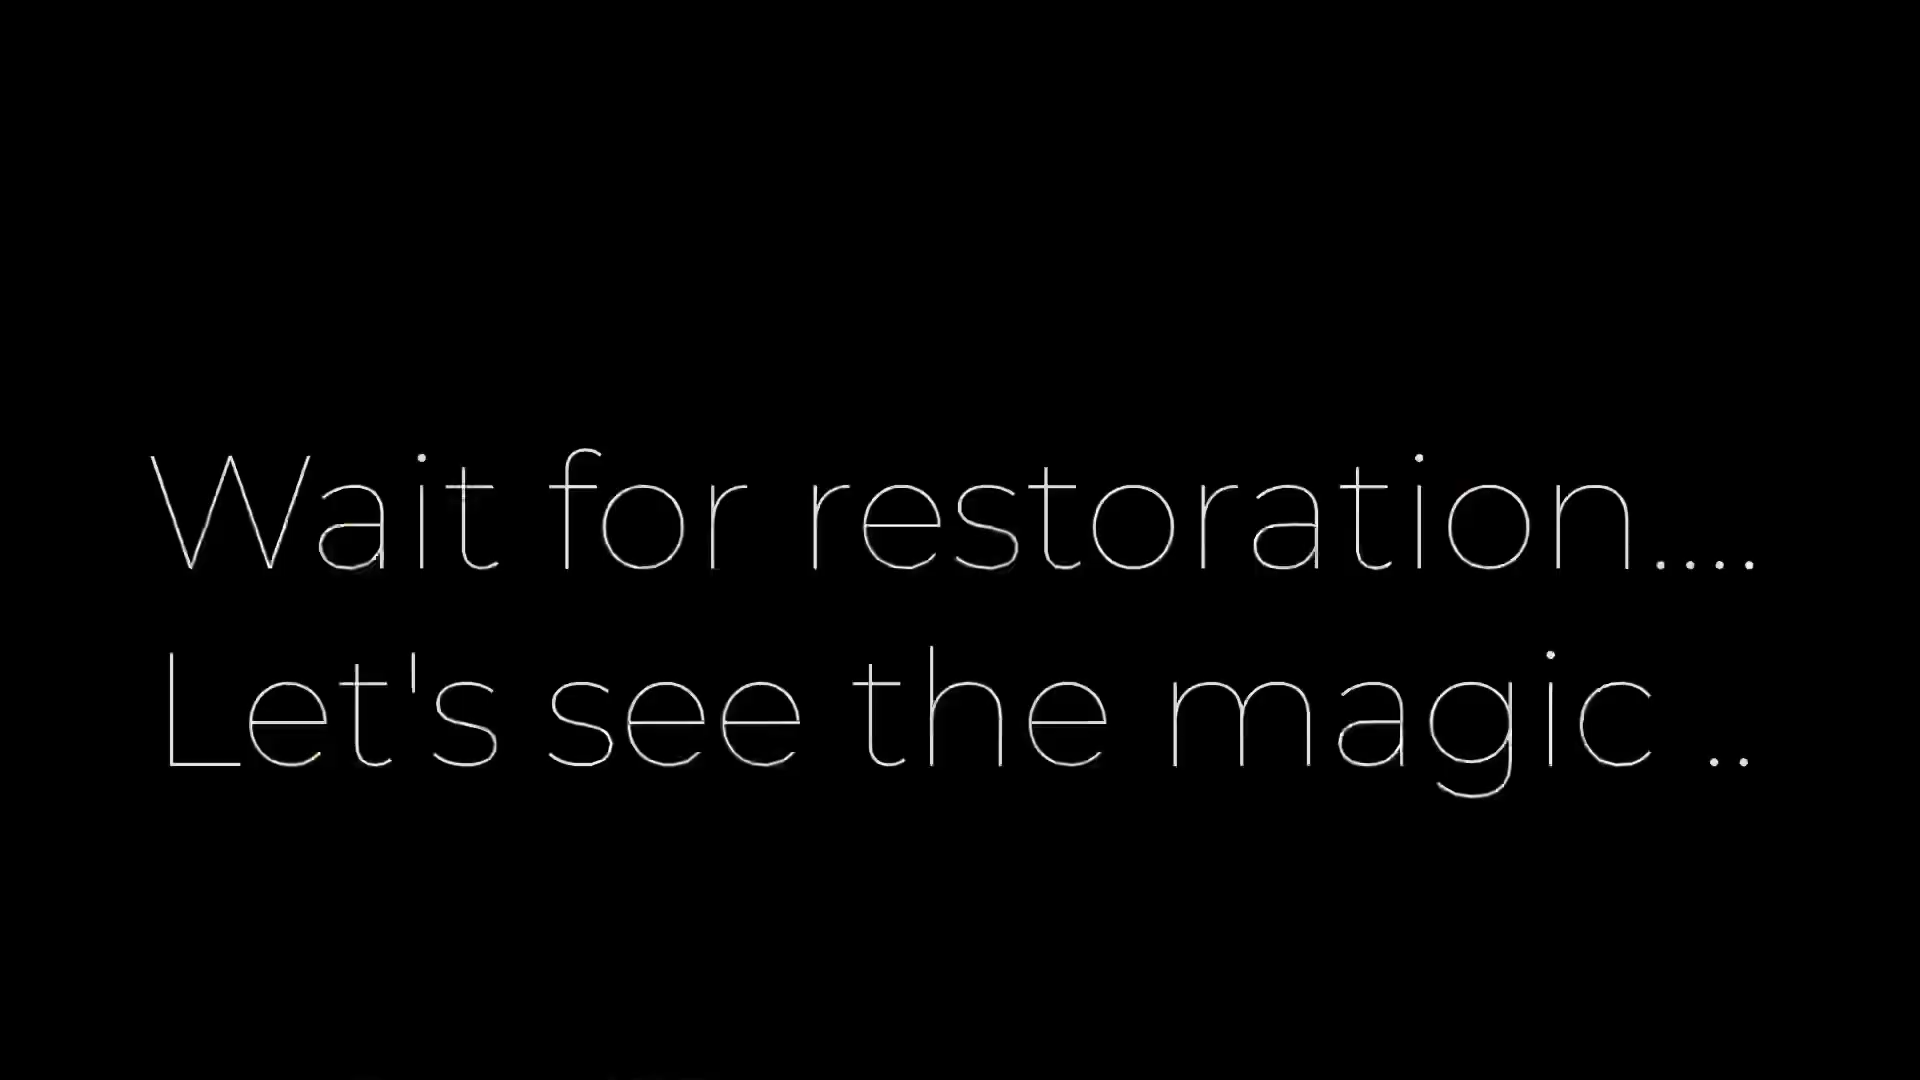 Wait for restoration....
Let's see the magic ..